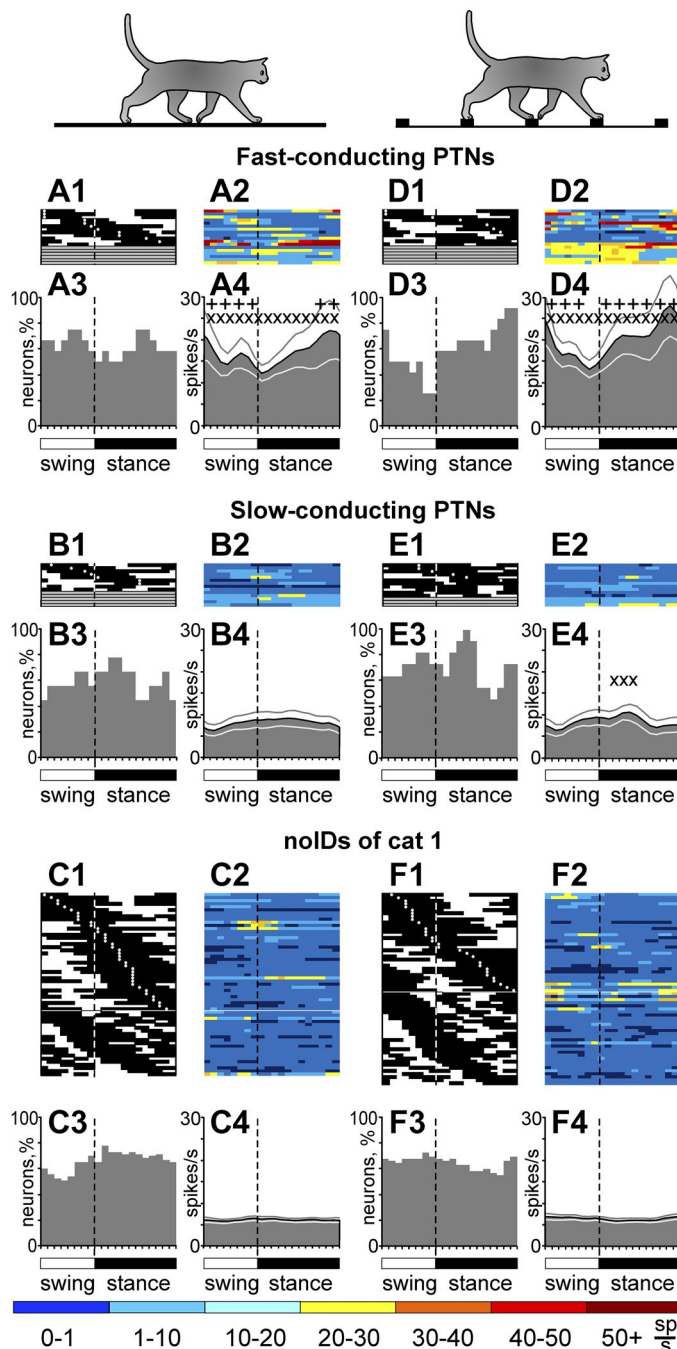 Fast-conducting PTNs
A1 A2 D1 D2
A3 A4 D3 D4
100 30 100 30
++++ ++ +++ ++++++
XXXXXXXXXXXXXXX XXXXXXXXXXXXXXX
neurons, % spikes/s neurons, % spikes/s
0 0 0 0
swing stance swing stance swing stance swing stance
Slow-conducting PTNs
B1 B2 E1 E2
B3 B4 E3 E4
100 30 100 30
xxx
neurons, % spikes/s neurons, % spikes/s
0 0 0 0
swing stance swing stance swing stance swing stance
noIDs of cat 1
C1 C2 F1 F2
C3 C4 F3 F4
100 30 100 30
neurons, % spikes/s neurons, % spikes/s
0 0 0 0
swing stance swing stance swing stance swing stance
0-1 1-10 10-20 20-30 30-40 40-50 50+ sp/s